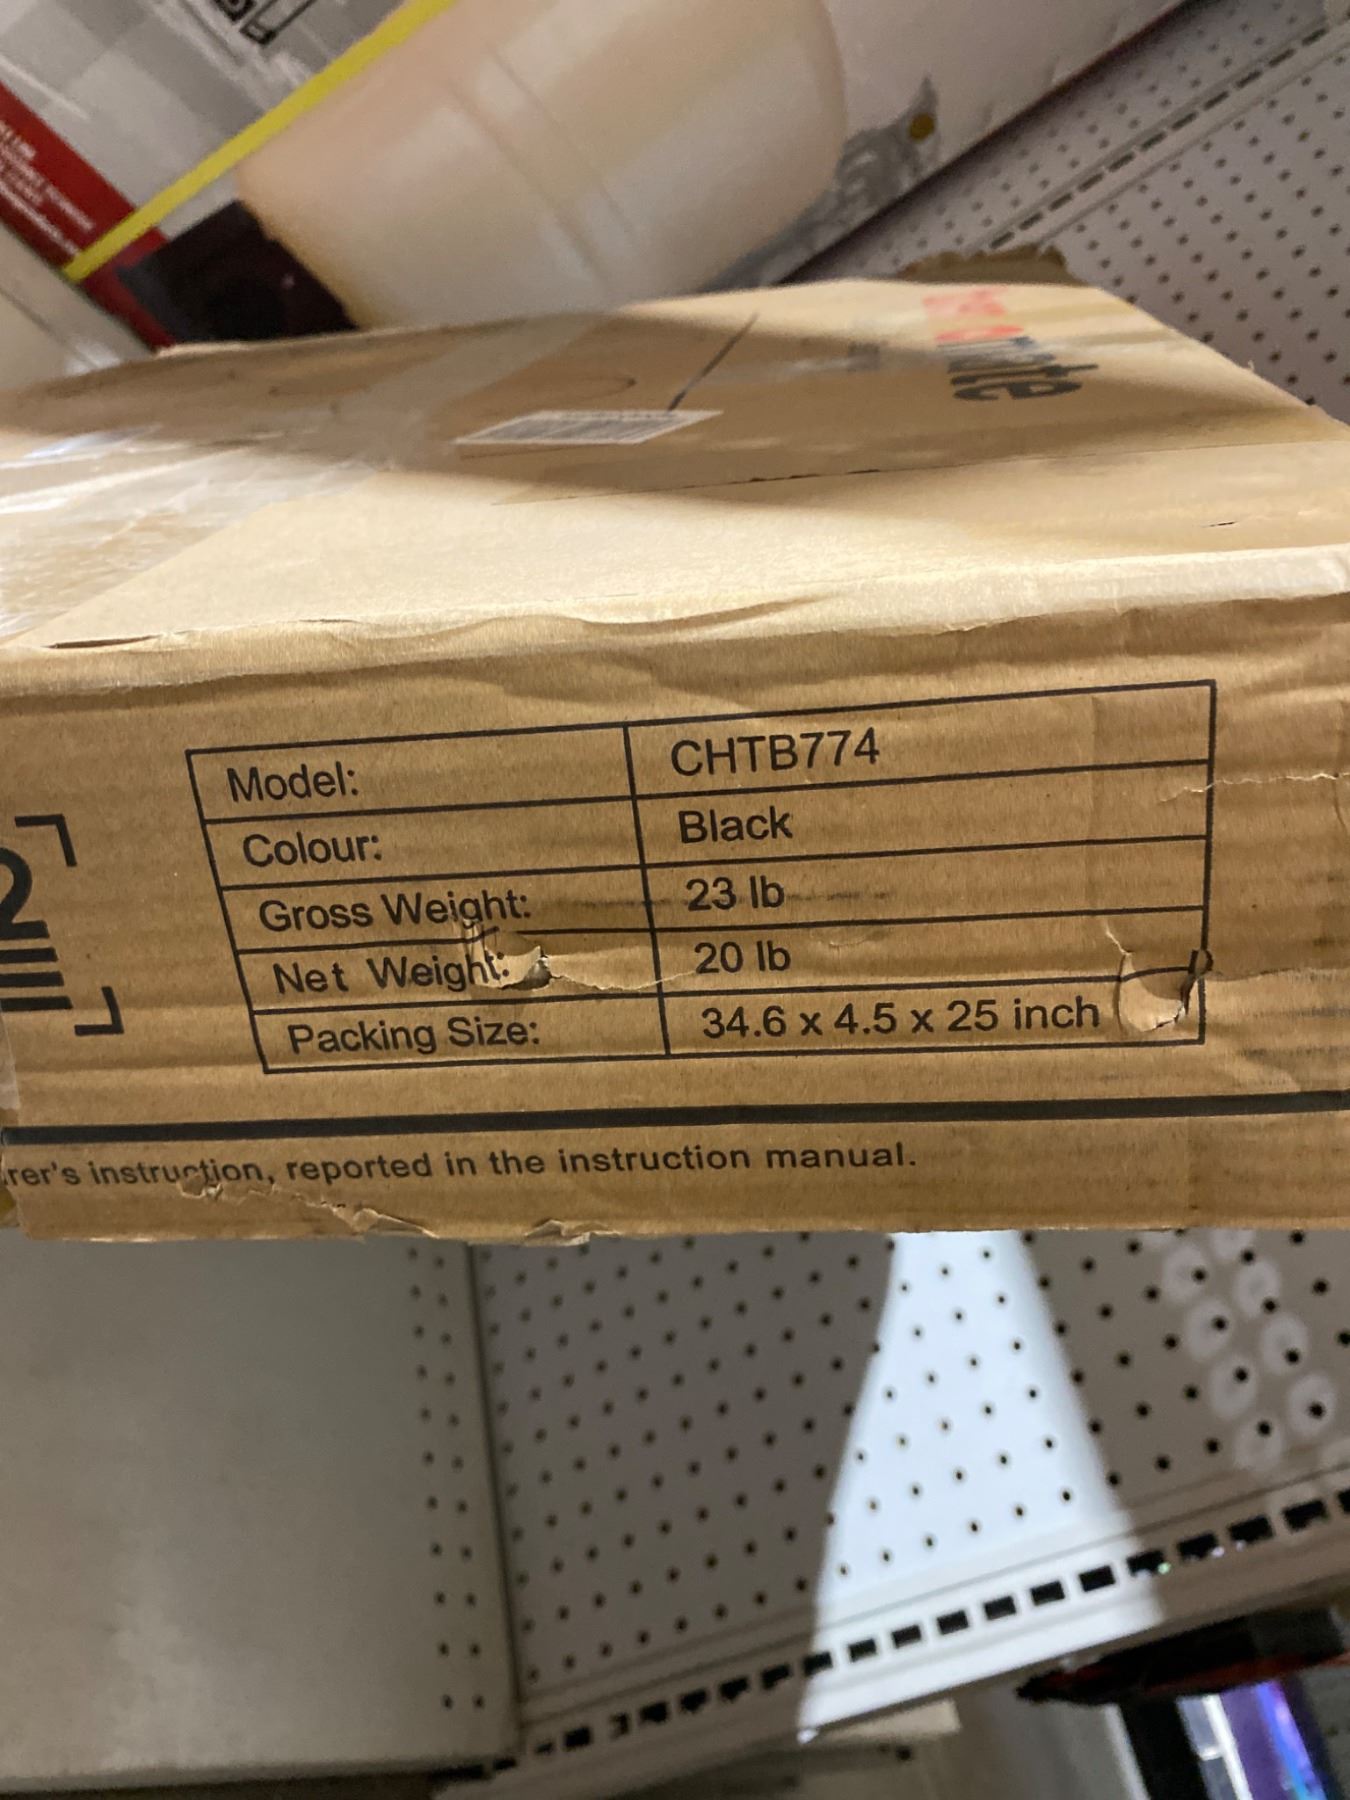 Model: CHTB774
Colour: Black
Gross Weight: 23 lb
Net Weight: 20 lb
Packing Size: 34.6 x 4.5 x 25 inch
2
rer's instruction, reported in the instruction manual.